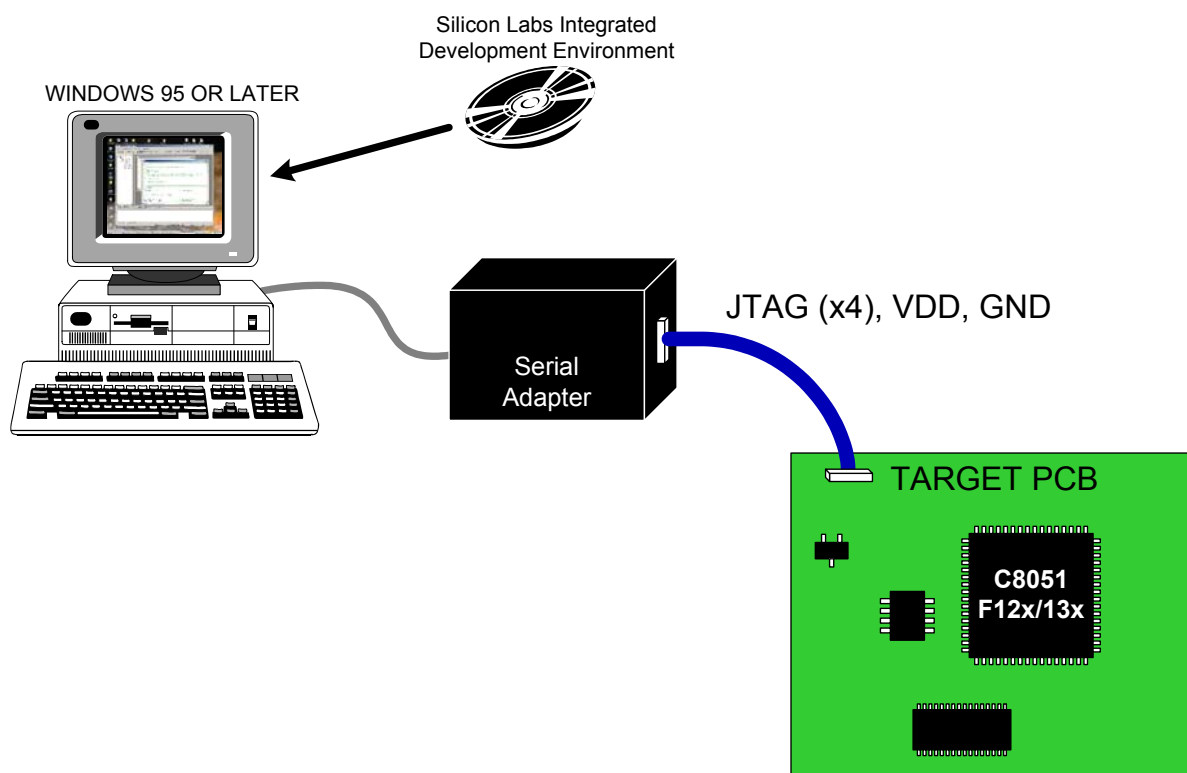 Silicon Labs Integrated
Development Environment
WINDOWS 95 OR LATER
JTAG (x4), VDD, GND
Serial
Adapter
TARGET PCB
C8051
F12x/13x